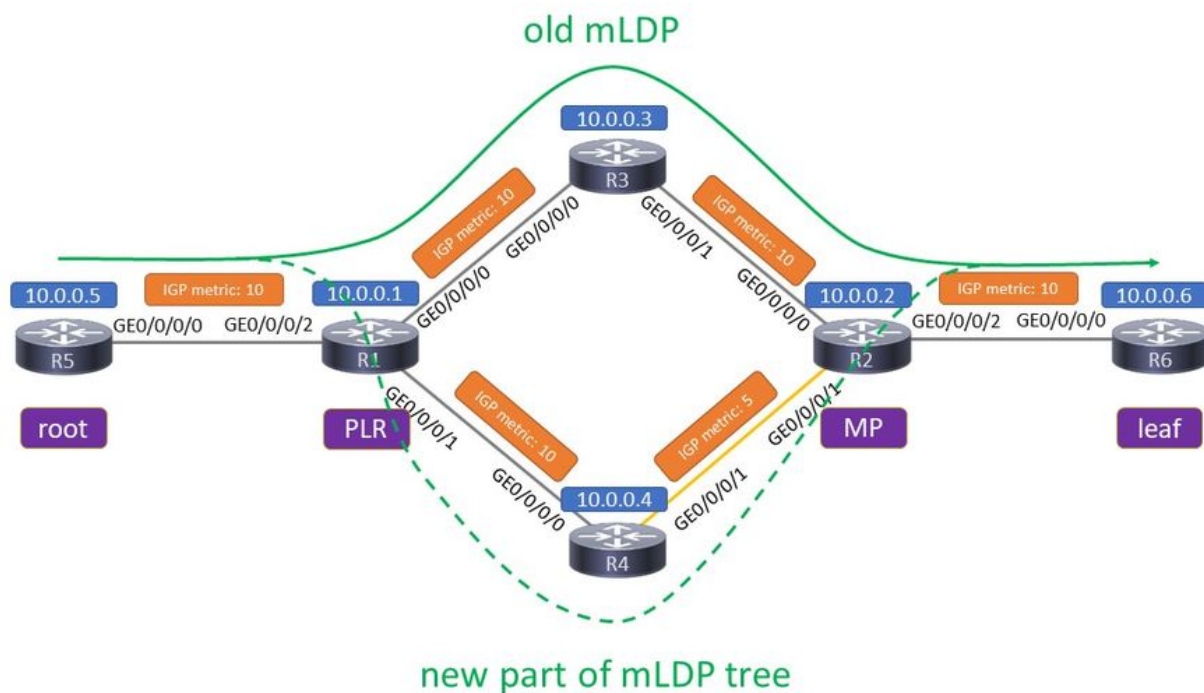 old mLDP
10.0.0.3
R3
IGP metric: 10
GE0/0/0/0
GE0/0/0/1
IGP metric: 10
10.0.0.5
IGP metric: 10
10.0.0.1
GE0/0/0/0
GE0/0/0/0
10.0.0.2
IGP metric: 10
10.0.0.6
GE0/0/0/0
GE0/0/0/2
GE0/0/0/2
GE0/0/0/0
R5
R1
R2
R6
root
PLR
GE0/0/0/1
IGP metric: 10
IGP metric: 5
GE0/0/0/1
MP
leaf
GE0/0/0/0
10.0.0.4
GE0/0/0/1
R4
new part of mLDP tree